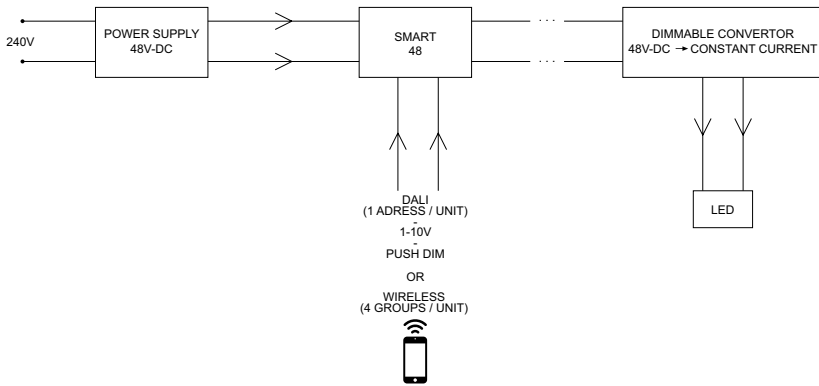 240V
POWER SUPPLY
48V-DC
SMART
48
DIMMABLE CONVERTOR
48V-DC → CONSTANT CURRENT
LED
DALI
(1 ADRESS / UNIT)
-
1-10V
-
PUSH DIM
OR
WIRELESS
(4 GROUPS / UNIT)